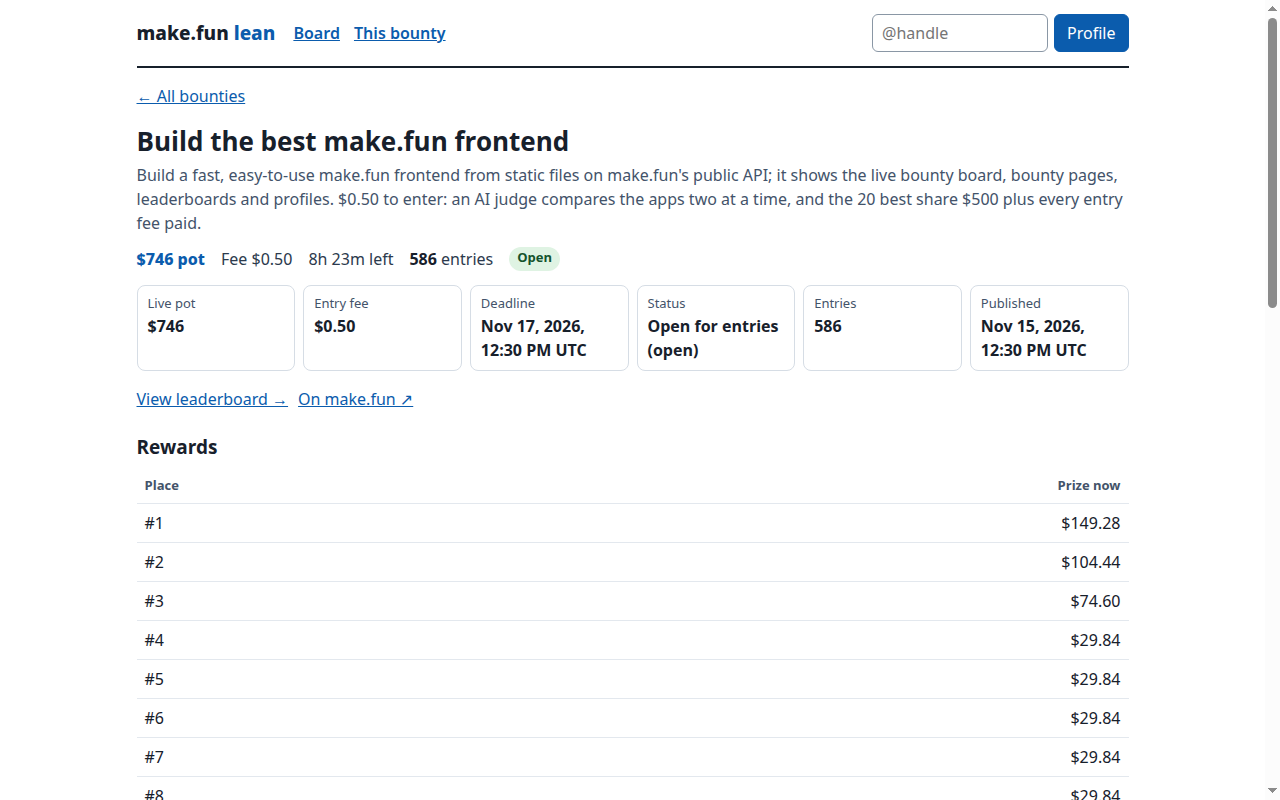 make.fun lean Board This bounty @handle Profile
← All bounties
Build the best make.fun frontend
Build a fast, easy-to-use make.fun frontend from static files on make.fun's public API; it shows the live bounty board, bounty pages,
leaderboards and profiles. $0.50 to enter: an AI judge compares the apps two at a time, and the 20 best share $500 plus every entry
fee paid.
$746 pot Fee $0.50 8h 23m left 586 entries Open
Live pot Entry fee Deadline Status Entries Published
$746 $0.50 Nov 17, 2026, Open for entries 586 Nov 15, 2026,
12:30 PM UTC (open) 12:30 PM UTC
View leaderboard → On make.fun ↗
Rewards
Place Prize now
#1 $149.28
#2 $104.44
#3 $74.60
#4 $29.84
#5 $29.84
#6 $29.84
#7 $29.84
#8 $29.84